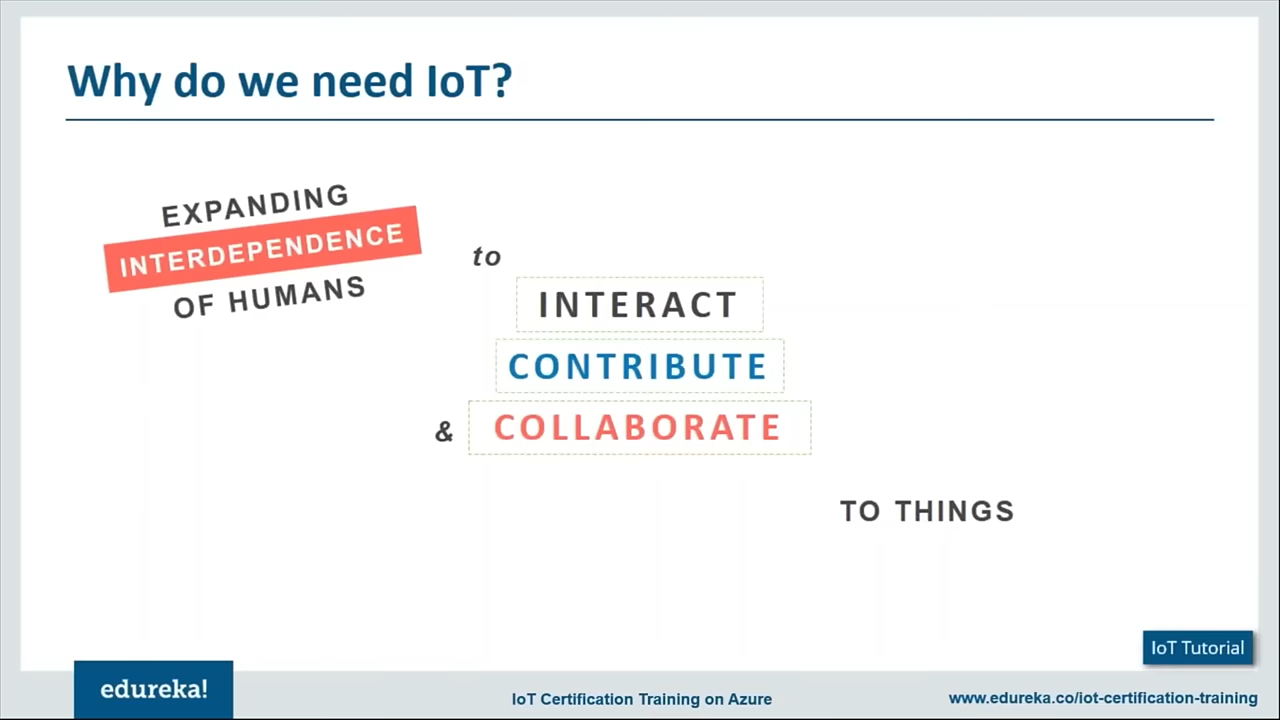 Why do we need IoT?
EXPANDING
INTERDEPENDENCE
OF HUMANS
to
INTERACT
CONTRIBUTE
& COLLABORATE
TO THINGS
IoT Tutorial
edureka!
IoT Certification Training on Azure
www.edureka.co/iot-certification-training